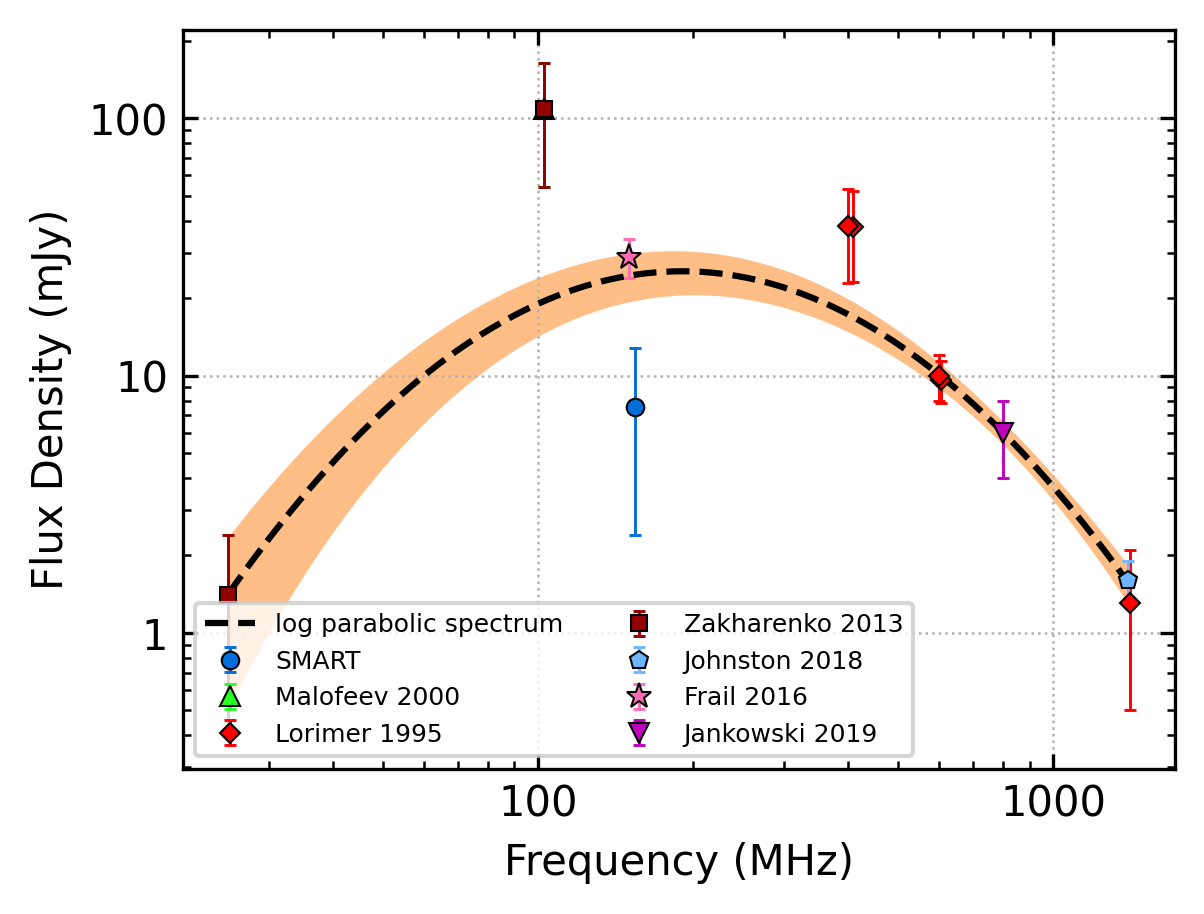 100
10
1
Flux Density (mJy)
log parabolic spectrum
SMART
Malofeev 2000
Lorimer 1995
Zakharenko 2013
Johnston 2018
Frail 2016
Jankowski 2019
100
1000
Frequency (MHz)